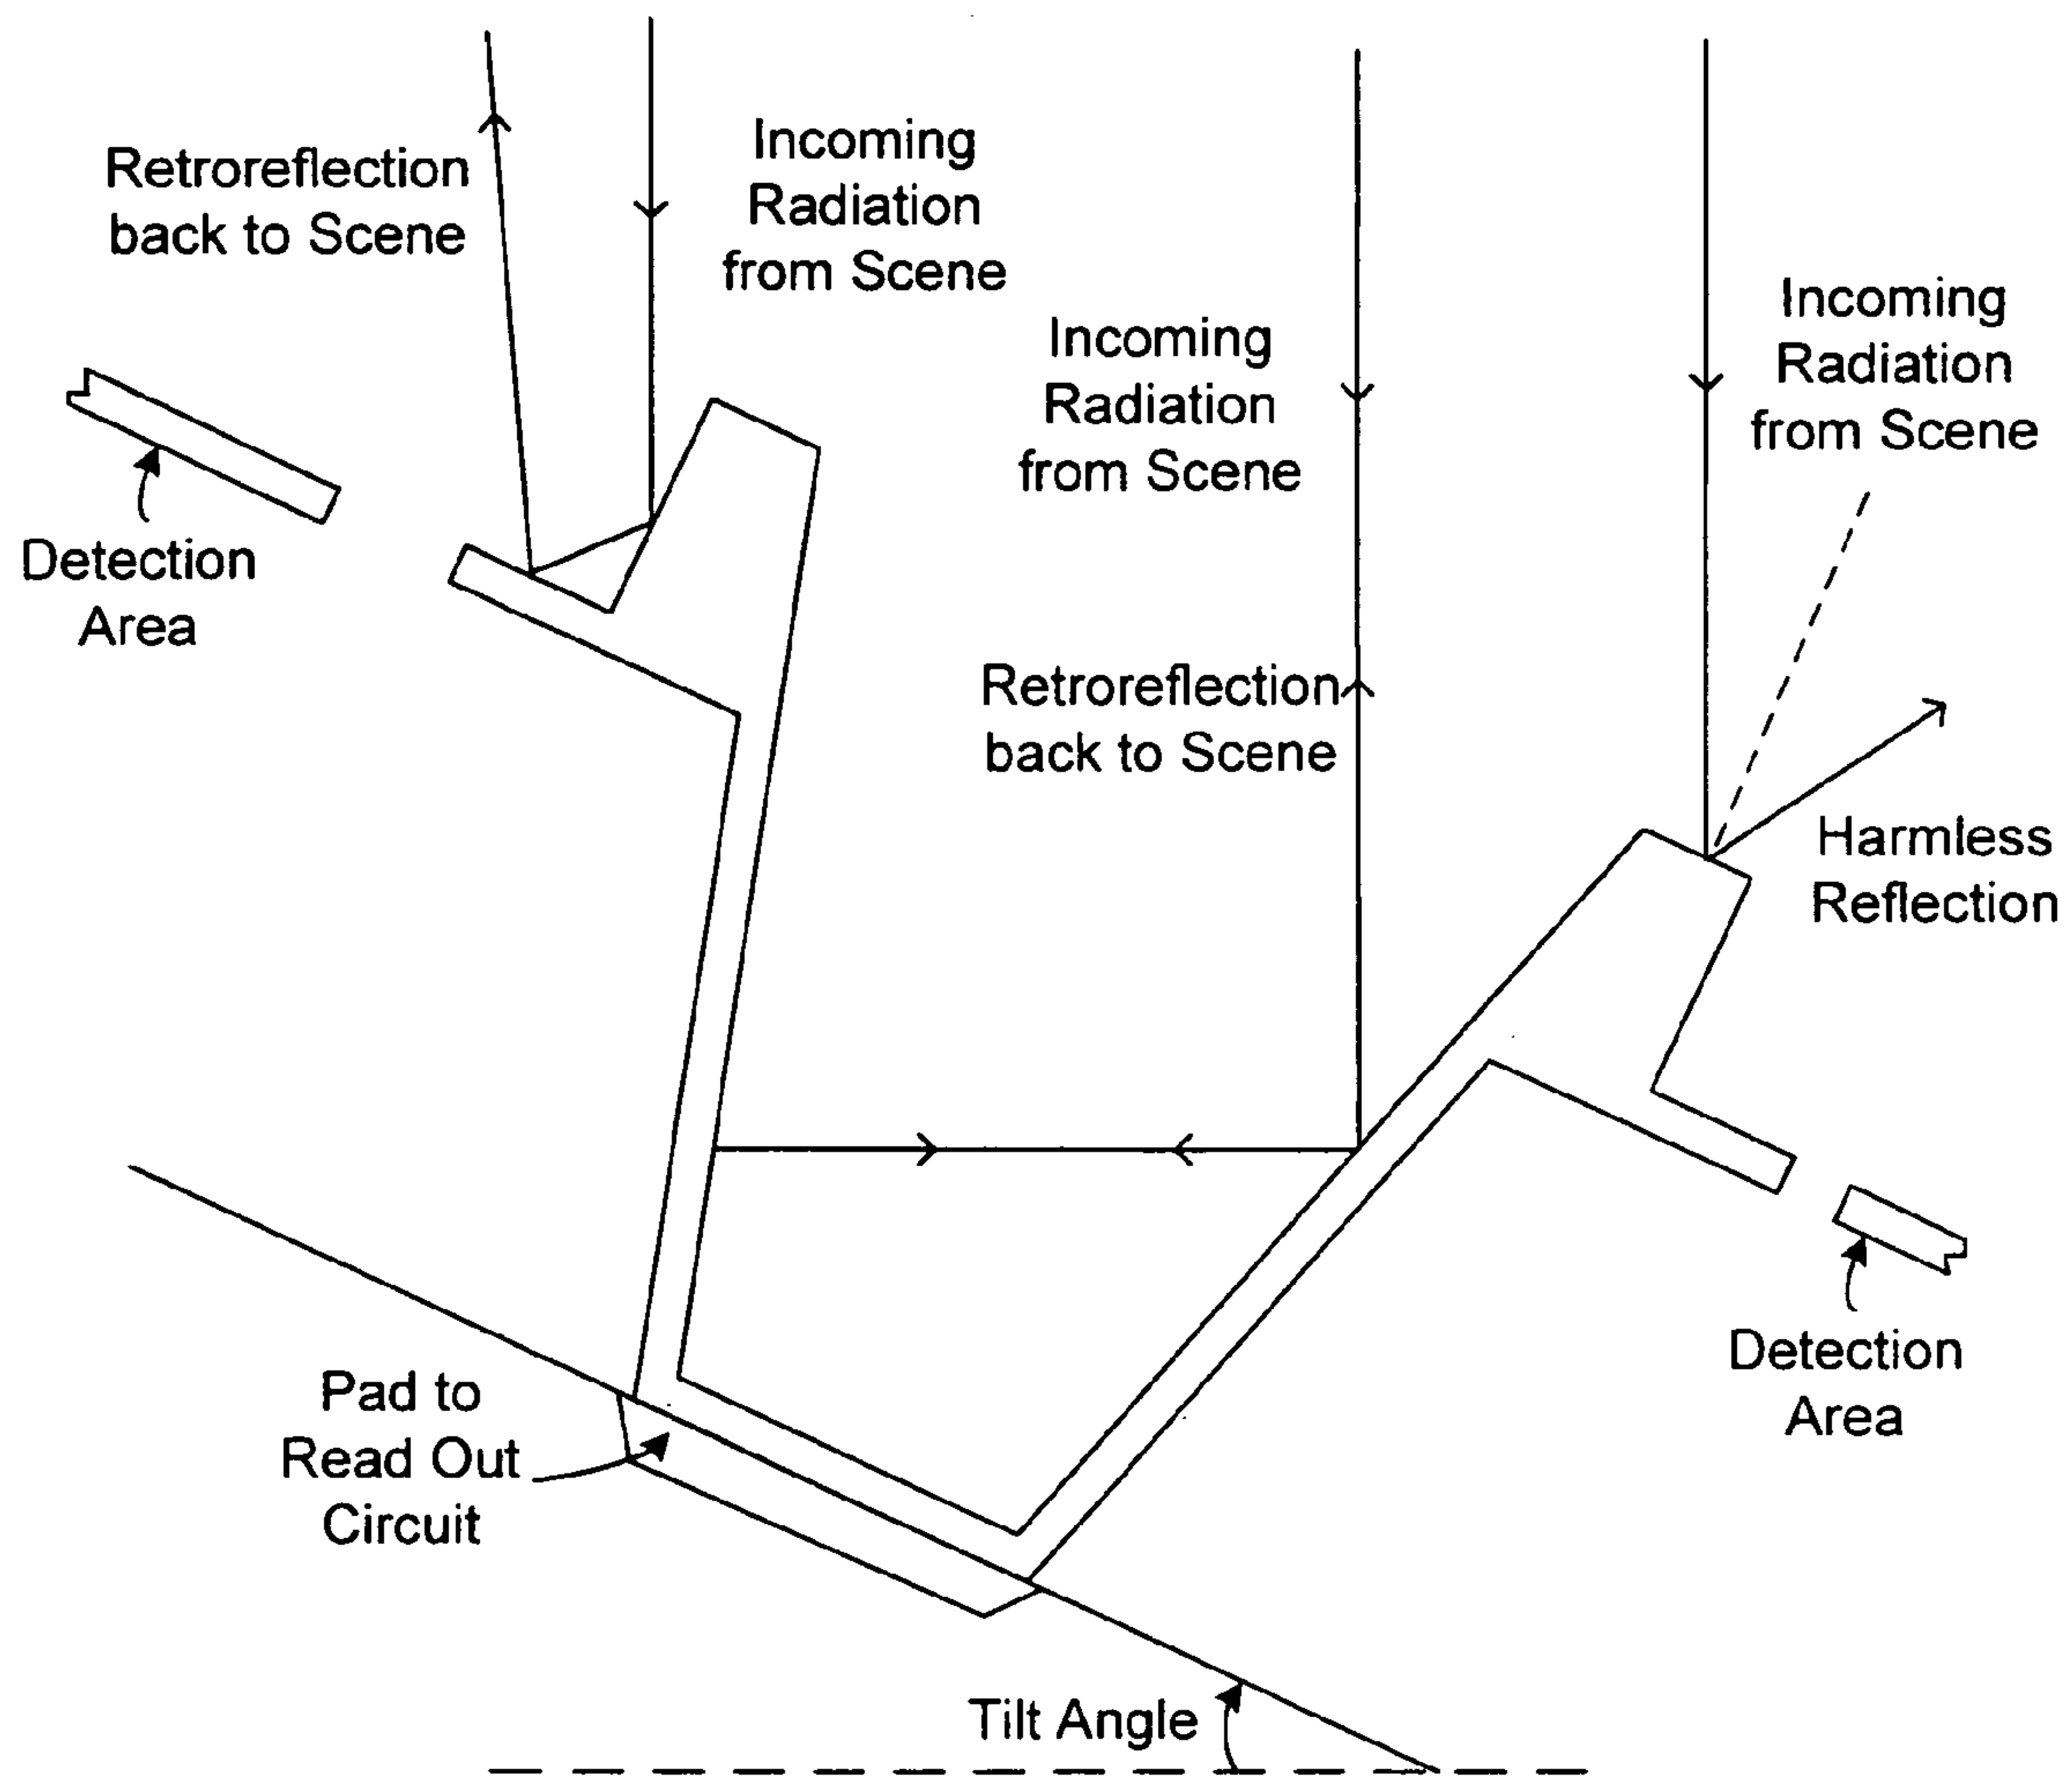 Retroreflection
back to Scene
Incoming
Radiation
from Scene
Incoming
Radiation
from Scene
Incoming
Radiation
from Scene
Detection
Area
Retroreflection
back to Scene
Harmless
Reflection
Detection
Area
Pad to
Read Out
Circuit
Tilt Angle